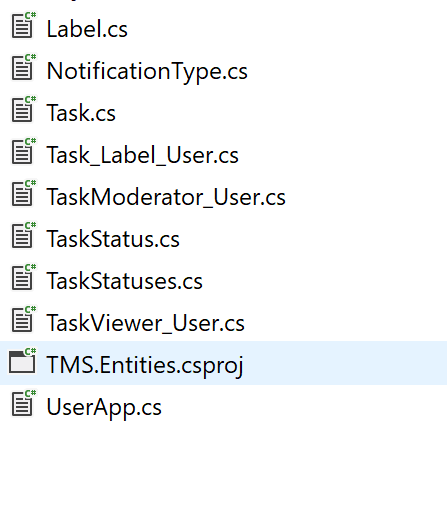 Label.cs
NotificationType.cs
Task.cs
Task_Label_User.cs
TaskModerator_User.cs
TaskStatus.cs
TaskStatuses.cs
TaskViewer_User.cs
TMS.Entities.csproj
UserApp.cs